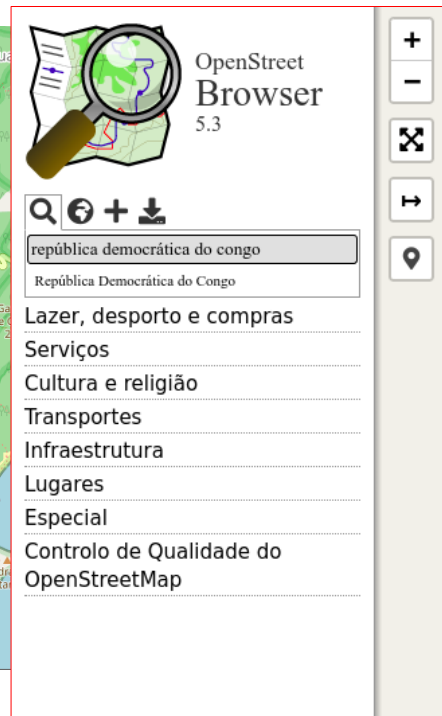 OpenStreet
Browser
5.3
república democrática do congo
República Democrática do Congo
Lazer, desporto e compras
Serviços
Cultura e religião
Transportes
Infraestrutura
Lugares
Especial
Controlo de Qualidade do
OpenStreetMap
+
−